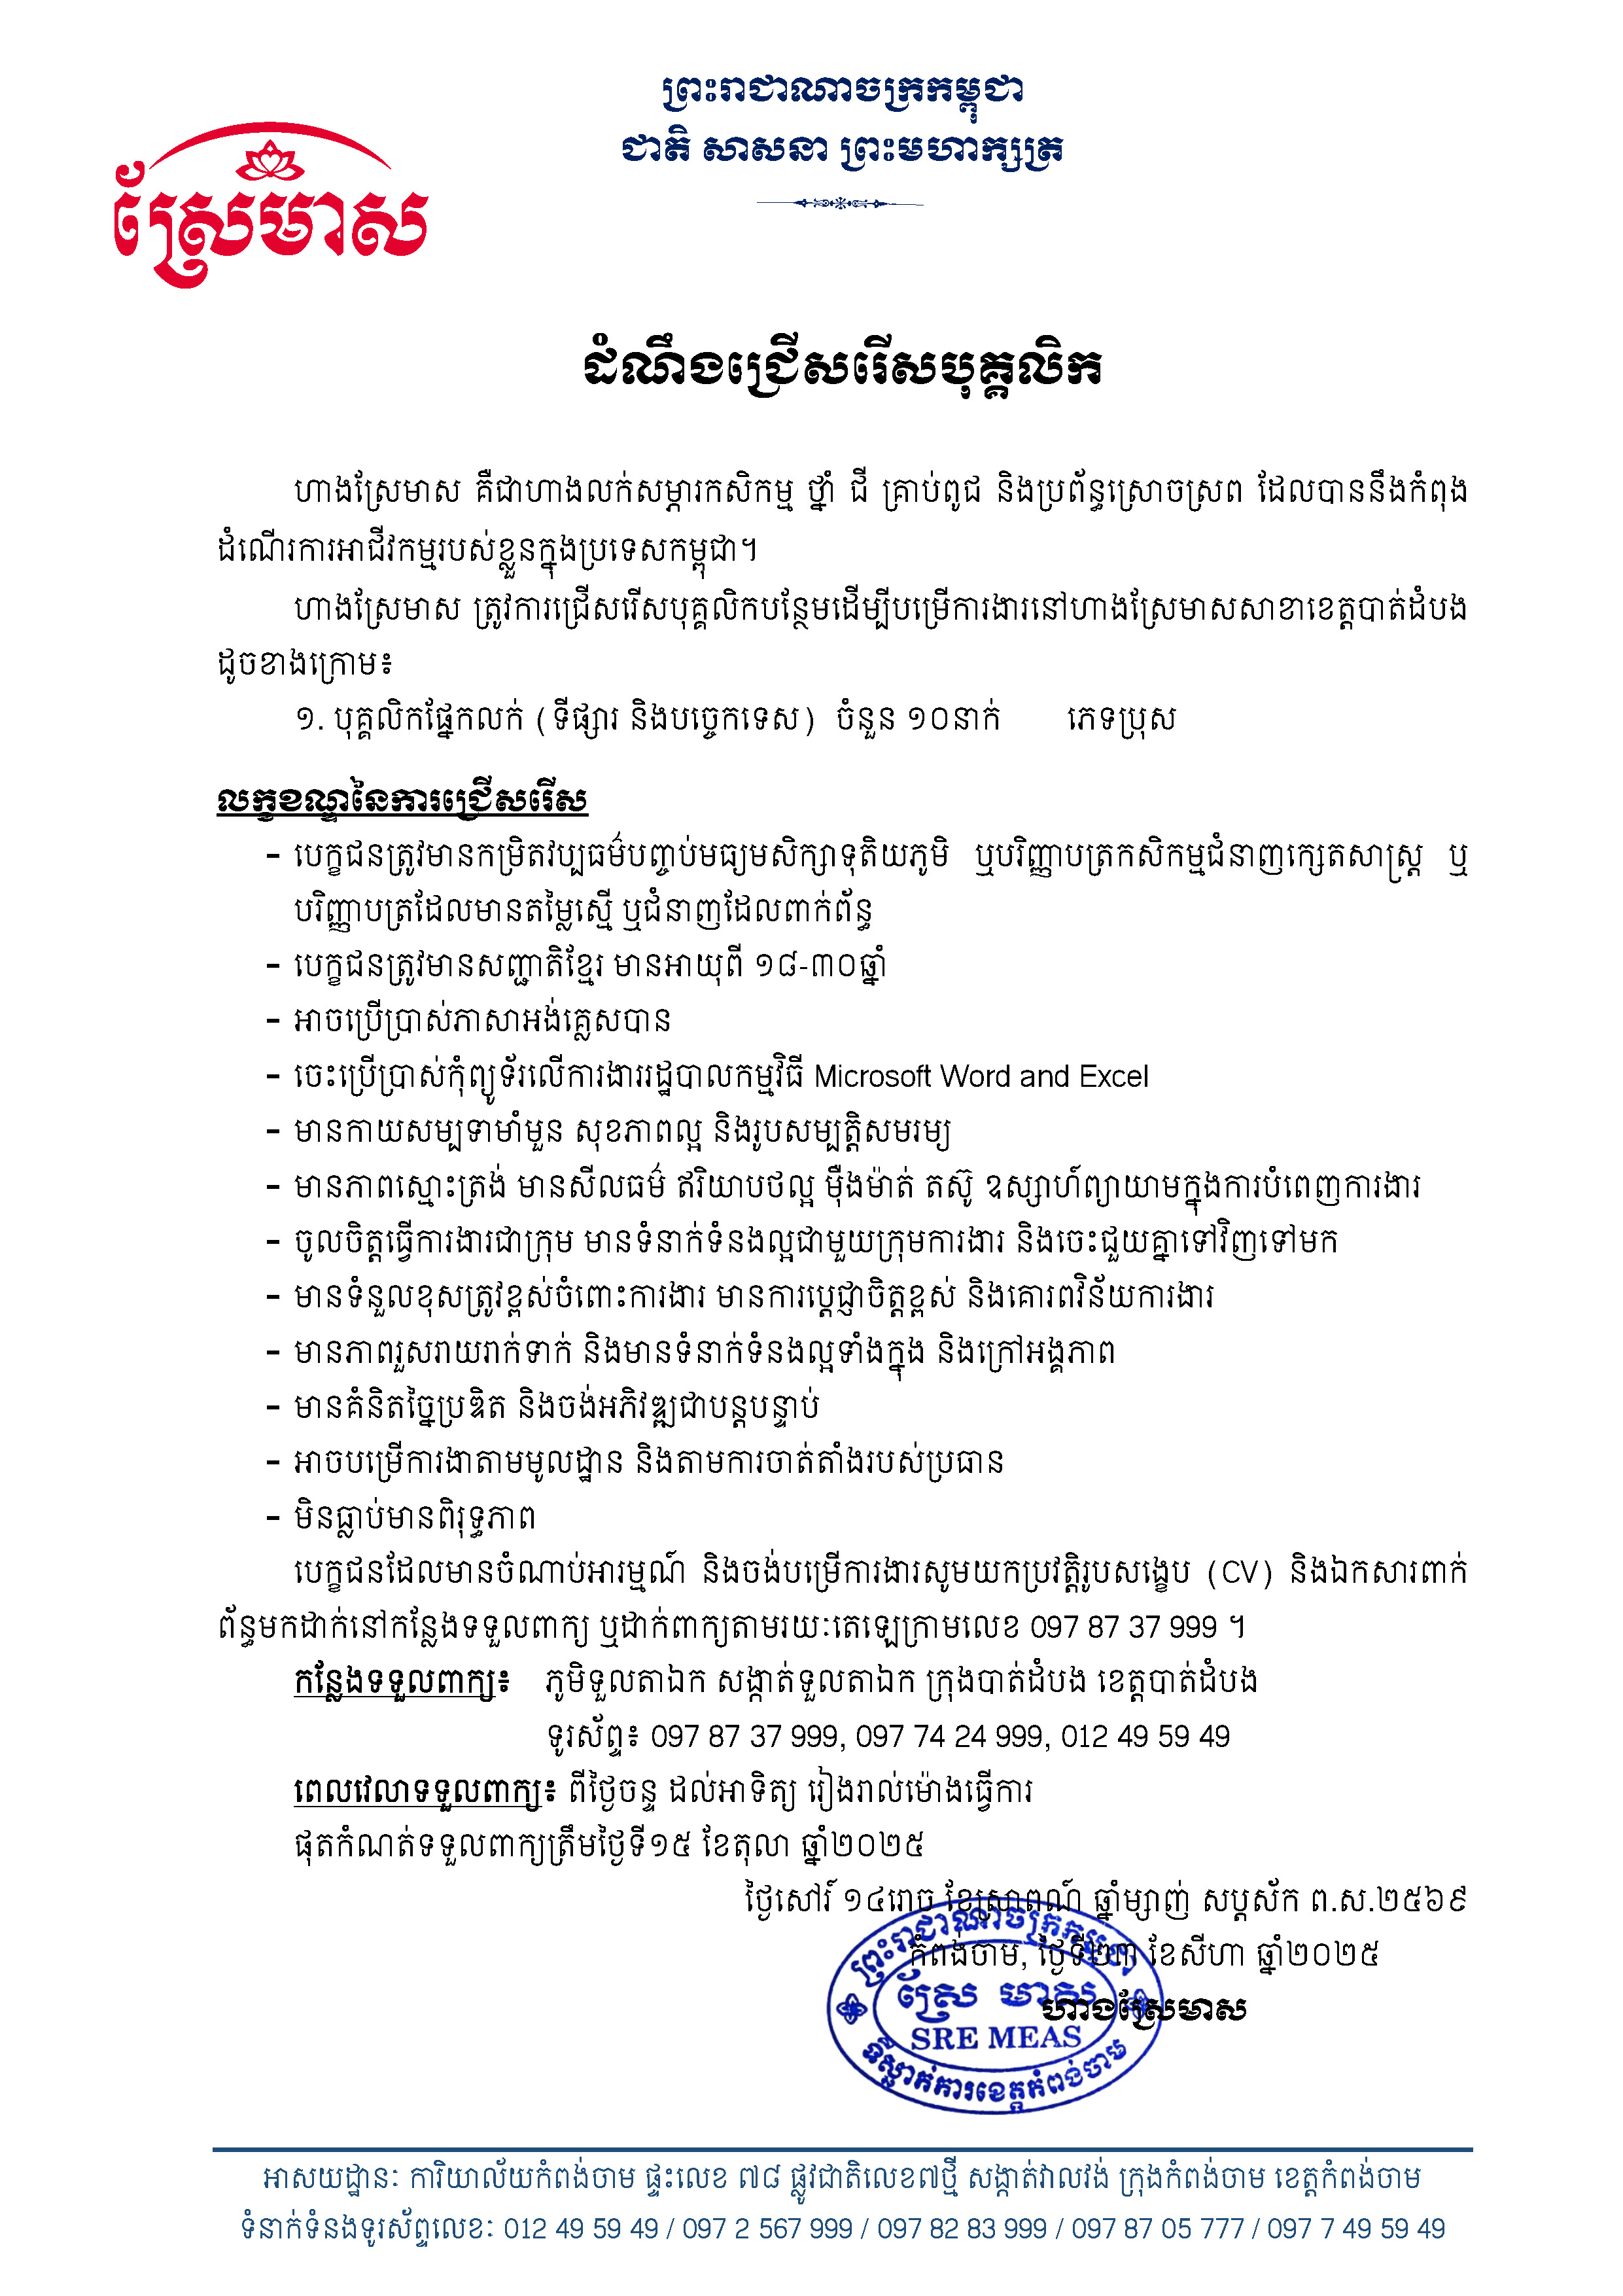 ព្រះរាជាណាចក្រកម្ពុជា
ជាតិ សាសនា ព្រះមហាក្សត្រ
ស្រែមាស
ដំណឹងជ្រើសរើសបុគ្គលិក
ហាងស្រែមាស គឺជាហាងលក់សម្ភារកសិកម្ម ថ្នាំ ជី គ្រាប់ពូជ និងប្រព័ន្ធស្រោចស្រព ដែលបាននឹងកំពុង
ដំណើរការអាជីវកម្មរបស់ខ្លួនក្នុងប្រទេសកម្ពុជា។
ហាងស្រែមាស ត្រូវការជ្រើសរើសបុគ្គលិកបន្ថែមដើម្បីបម្រើការងារនៅហាងស្រែមាសសាខាខេត្តបាត់ដំបង
ដូចខាងក្រោម៖
១. បុគ្គលិកផ្នែកលក់ (ទីផ្សារ និងបច្ចេកទេស) ចំនួន ១០នាក់ ភេទប្រុស
លក្ខខណ្ឌនៃការជ្រើសរើស
- បេក្ខជនត្រូវមានកម្រិតវប្បធម៌បញ្ចប់មធ្យមសិក្សាទុតិយភូមិ ឬបរិញ្ញាបត្រកសិកម្មជំនាញក្សេតសាស្ត្រ ឬ
បរិញ្ញាបត្រដែលមានតម្លៃស្មើ ឬជំនាញដែលពាក់ព័ន្ធ
- បេក្ខជនត្រូវមានសញ្ជាតិខ្មែរ មានអាយុពី ១៨-៣០ឆ្នាំ
- អាចប្រើប្រាស់ភាសាអង់គ្លេសបាន
- ចេះប្រើប្រាស់កុំព្យូទ័រលើការងាររដ្ឋបាលកម្មវិធី Microsoft Word and Excel
- មានកាយសម្បទាមាំមួន សុខភាពល្អ និងរូបសម្បត្តិសមរម្យ
- មានភាពស្មោះត្រង់ មានសីលធម៌ ឥរិយាបថល្អ ម៉ឺងម៉ាត់ តស៊ូ ឧស្សាហ៍ព្យាយាមក្នុងការបំពេញការងារ
- ចូលចិត្តធ្វើការងារជាក្រុម មានទំនាក់ទំនងល្អជាមួយក្រុមការងារ និងចេះជួយគ្នាទៅវិញទៅមក
- មានទំនួលខុសត្រូវខ្ពស់ចំពោះការងារ មានការប្តេជ្ញាចិត្តខ្ពស់ និងគោរពវិន័យការងារ
- មានភាពរួសរាយរាក់ទាក់ និងមានទំនាក់ទំនងល្អទាំងក្នុង និងក្រៅអង្គភាព
- មានគំនិតច្នៃប្រឌិត និងចង់អភិវឌ្ឍជាបន្តបន្ទាប់
- អាចបម្រើការងាតាមមូលដ្ឋាន និងតាមការចាត់តាំងរបស់ប្រធាន
- មិនធ្លាប់មានពិរុទ្ធភាព
បេក្ខជនដែលមានចំណាប់អារម្មណ៍ និងចង់បម្រើការងារសូមយកប្រវត្តិរូបសង្ខេប (CV) និងឯកសារពាក់
ព័ន្ធមកដាក់នៅកន្លែងទទួលពាក្យ ឬដាក់ពាក្យតាមរយៈតេឡេក្រាមលេខ 097 87 37 999 ។
កន្លែងទទួលពាក្យ៖ ភូមិទួលតាឯក សង្កាត់ទួលតាឯក ក្រុងបាត់ដំបង ខេត្តបាត់ដំបង
ទូរស័ព្ទ៖ 097 87 37 999, 097 74 24 999, 012 49 59 49
ពេលវេលាទទួលពាក្យ៖ ពីថ្ងៃចន្ទ ដល់អាទិត្យ រៀងរាល់ម៉ោងធ្វើការ
ផុតកំណត់ទទួលពាក្យត្រឹមថ្ងៃទី១៥ ខែតុលា ឆ្នាំ២០២៥
ថ្ងៃសៅរ៍ ១៤រោច ខែស្រាពណ៍ ឆ្នាំម្សាញ់ សប្តស័ក ព.ស.២៥៦៩
កំពង់ចាម, ថ្ងៃទី២៣ ខែសីហា ឆ្នាំ២០២៥
ហាងស្រែមាស
ព្រះរាជាណាចក្រកម្ពុជា
ស្រែ មាស
SRE MEAS
ទីស្នាក់ការខេត្តកំពង់ចាម
អាសយដ្ឋានៈ ការិយាល័យកំពង់ចាម ផ្ទះលេខ ៧៨ ផ្លូវជាតិលេខ៧ថ្មី សង្កាត់វាលវង់ ក្រុងកំពង់ចាម ខេត្តកំពង់ចាម
ទំនាក់ទំនងទូរស័ព្ទលេខៈ 012 49 59 49 / 097 2 567 999 / 097 82 83 999 / 097 87 05 777 / 097 7 49 59 49